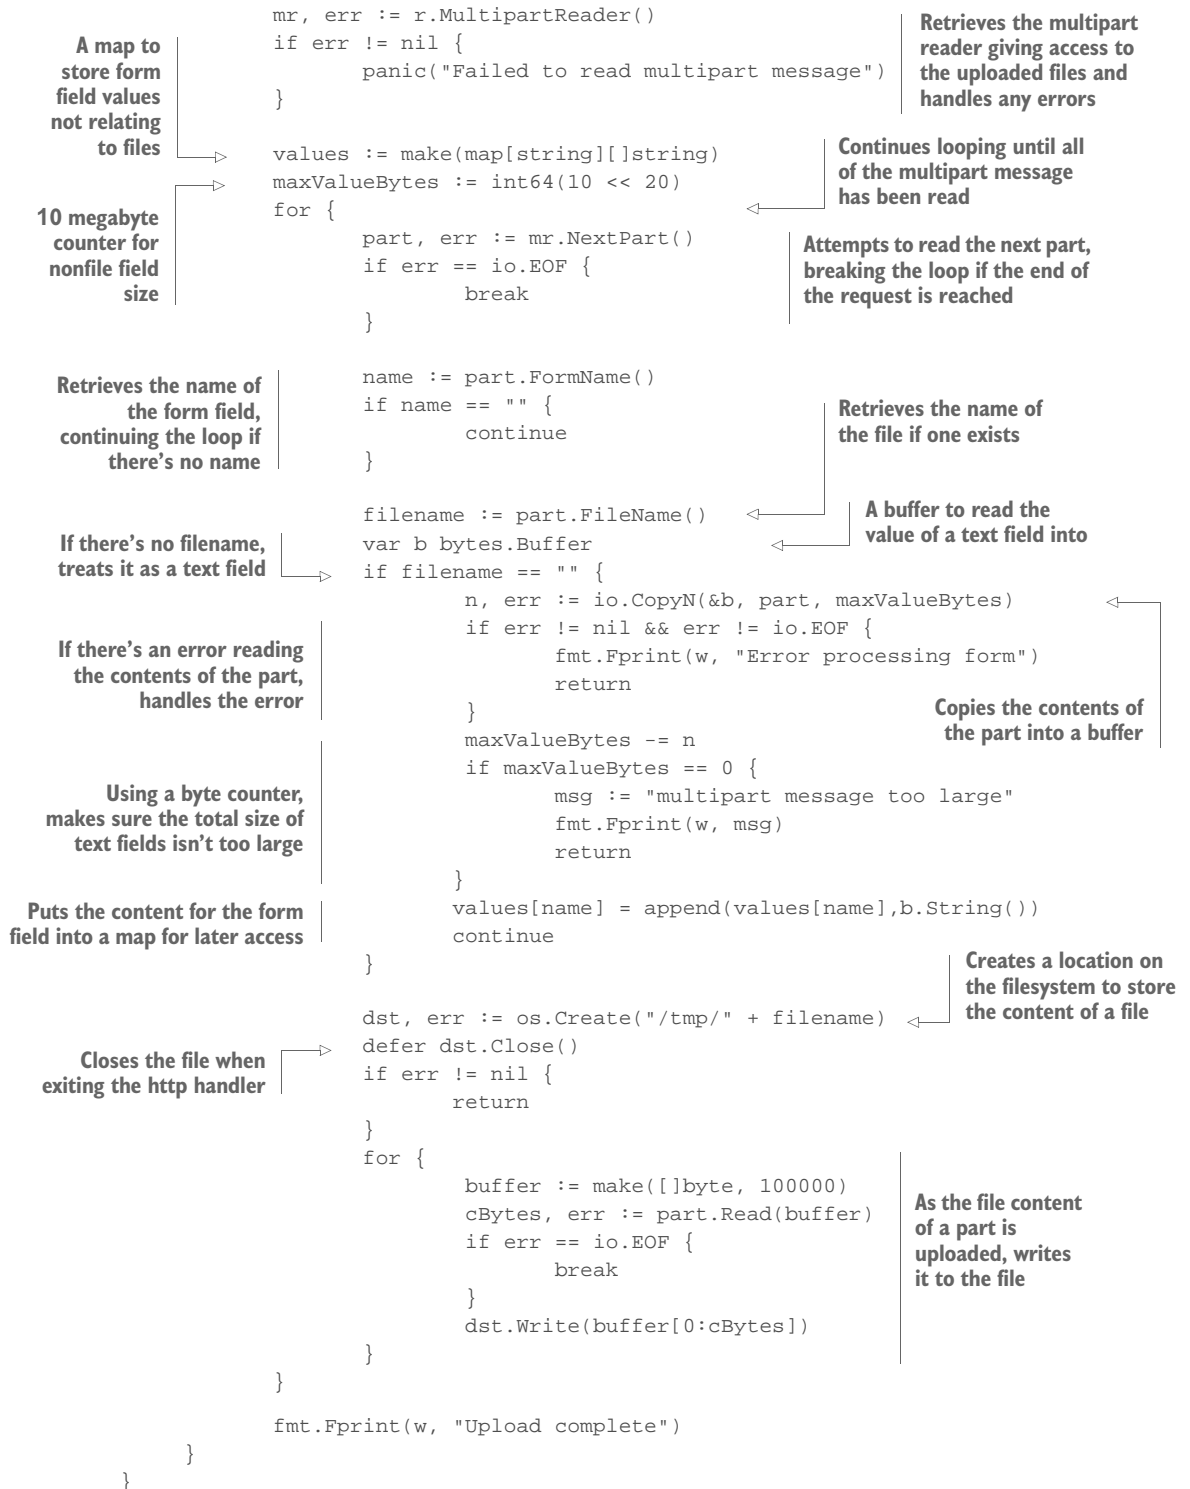 mr, err := r.MultipartReader()
if err != nil {
panic("Failed to read multipart message")
}
Retrieves the multipart
reader giving access to
the uploaded files and
handles any errors
A map to
store form
field values
not relating
to files
values := make(map[string][]string)
maxValueBytes := int64(10 << 20)
for {
Continues looping until all
of the multipart message
has been read
10 megabyte
counter for
nonfile field
size
part, err := mr.NextPart()
if err == io.EOF {
break
}
Attempts to read the next part,
breaking the loop if the end of
the request is reached
Retrieves the name of
the form field,
continuing the loop if
there's no name
name := part.FormName()
if name == "" {
continue
}
Retrieves the name of
the file if one exists
filename := part.FileName()
var b bytes.Buffer
if filename == "" {
A buffer to read the
value of a text field into
If there's no filename,
treats it as a text field
n, err := io.CopyN(&b, part, maxValueBytes)
if err != nil && err != io.EOF {
fmt.Fprint(w, "Error processing form")
return
}
If there's an error reading
the contents of the part,
handles the error
Copies the contents of
the part into a buffer
maxValueBytes -= n
if maxValueBytes == 0 {
msg := "multipart message too large"
fmt.Fprint(w, msg)
return
}
Using a byte counter,
makes sure the total size of
text fields isn't too large
values[name] = append(values[name],b.String())
continue
}
Puts the content for the form
field into a map for later access
Creates a location on
the filesystem to store
the content of a file
dst, err := os.Create("/tmp/" + filename)
defer dst.Close()
if err != nil {
return
}
Closes the file when
exiting the http handler
for {
buffer := make([]byte, 100000)
cBytes, err := part.Read(buffer)
if err == io.EOF {
break
}
dst.Write(buffer[0:cBytes])
}
As the file content
of a part is
uploaded, writes
it to the file
}
fmt.Fprint(w, "Upload complete")
}
}